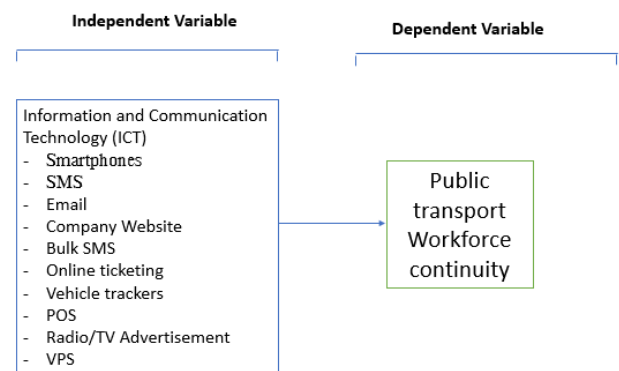 Independent Variable
Dependent Variable
Information and Communication
Technology (ICT)
- Smartphones
- SMS
- Email
- Company Website
- Bulk SMS
- Online ticketing
- Vehicle trackers
- POS
- Radio/TV Advertisement
- VPS
Public
transport
Workforce
continuity